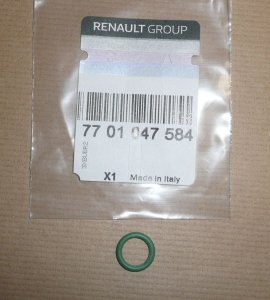 RENAULT GROUP
77 01 047 584
X1 Made in Italy